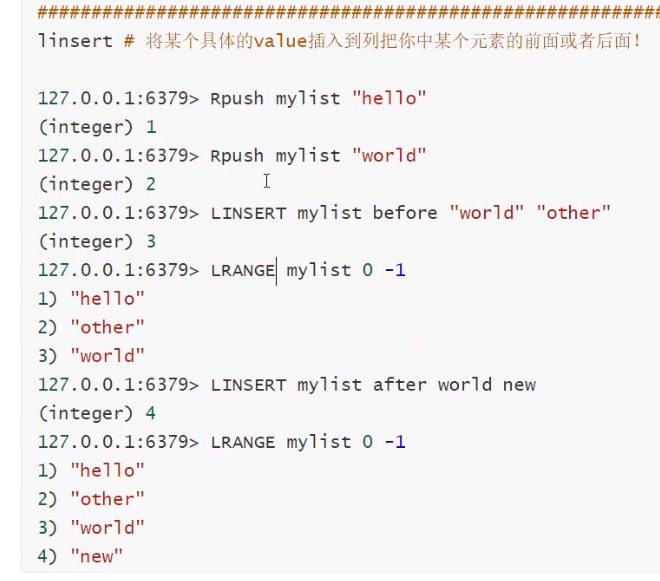 ############################################################
linsert # 将某个具体的value插入到列把你中某个元素的前面或者后面!
127.0.0.1:6379> Rpush mylist "hello"
(integer) 1
127.0.0.1:6379> Rpush mylist "world"
(integer) 2
127.0.0.1:6379> LINSERT mylist before "world" "other"
(integer) 3
127.0.0.1:6379> LRANGE mylist 0 -1
1) "hello"
2) "other"
3) "world"
127.0.0.1:6379> LINSERT mylist after world new
(integer) 4
127.0.0.1:6379> LRANGE mylist 0 -1
1) "hello"
2) "other"
3) "world"
4) "new"